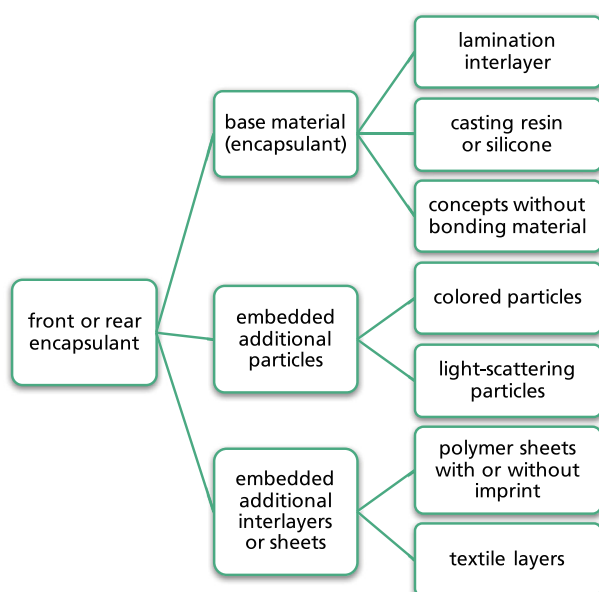 lamination
interlayer
base material
(encapsulant)
casting resin
or silicone
concepts without
bonding material
front or rear
encapsulant
embedded
additional
particles
colored particles
light-scattering
particles
embedded
additional
interlayers
or sheets
polymer sheets
with or without
imprint
textile layers